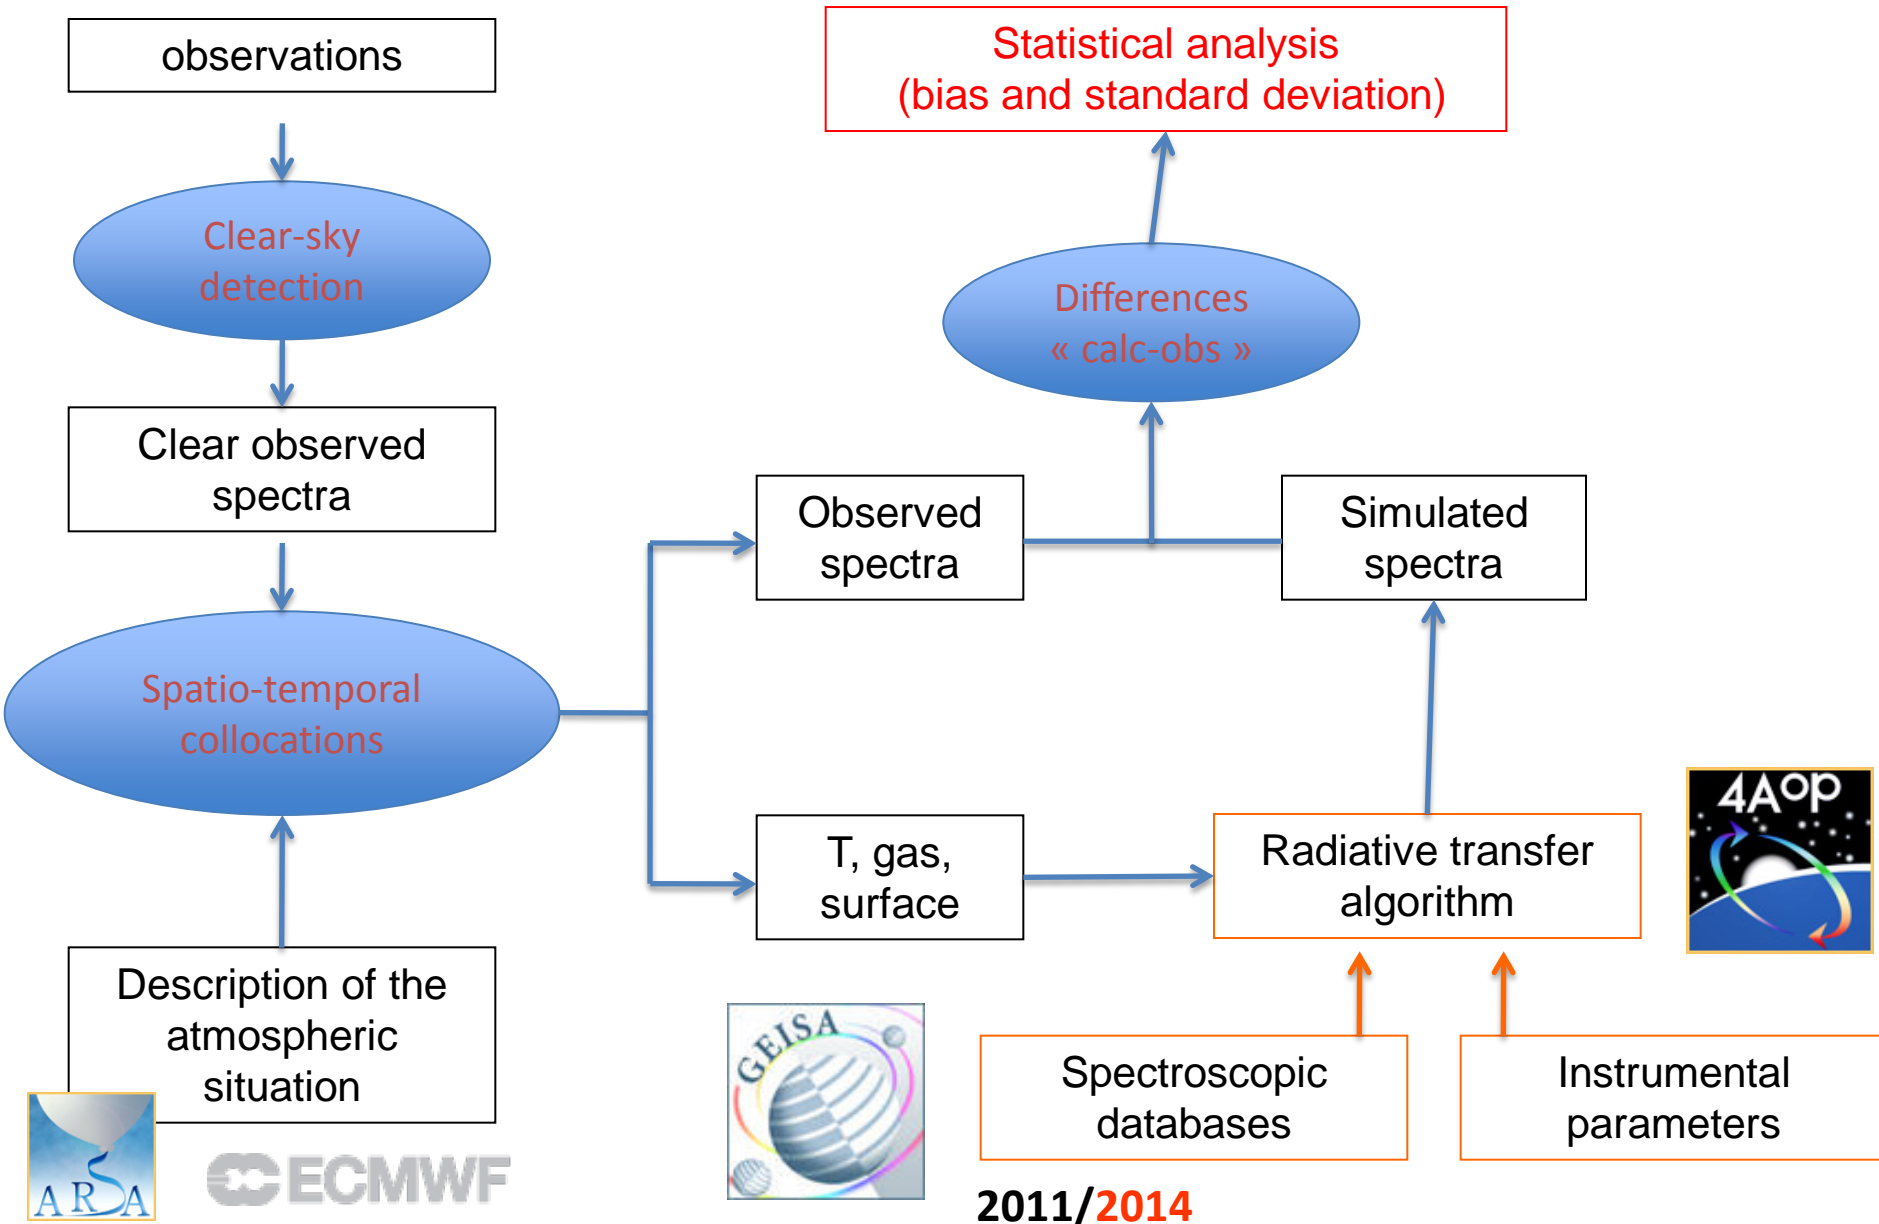 observations
Statistical analysis
(bias and standard deviation)
Clear-sky
detection
Differences
« calc-obs »
Clear observed
spectra
Observed
spectra
Simulated
spectra
Spatio-temporal
collocations
T, gas,
surface
Radiative transfer
algorithm
4Aop
Description of the
atmospheric
situation
GEISA
Spectroscopic
databases
Instrumental
parameters
ARSA
ECMWF
2011/2014